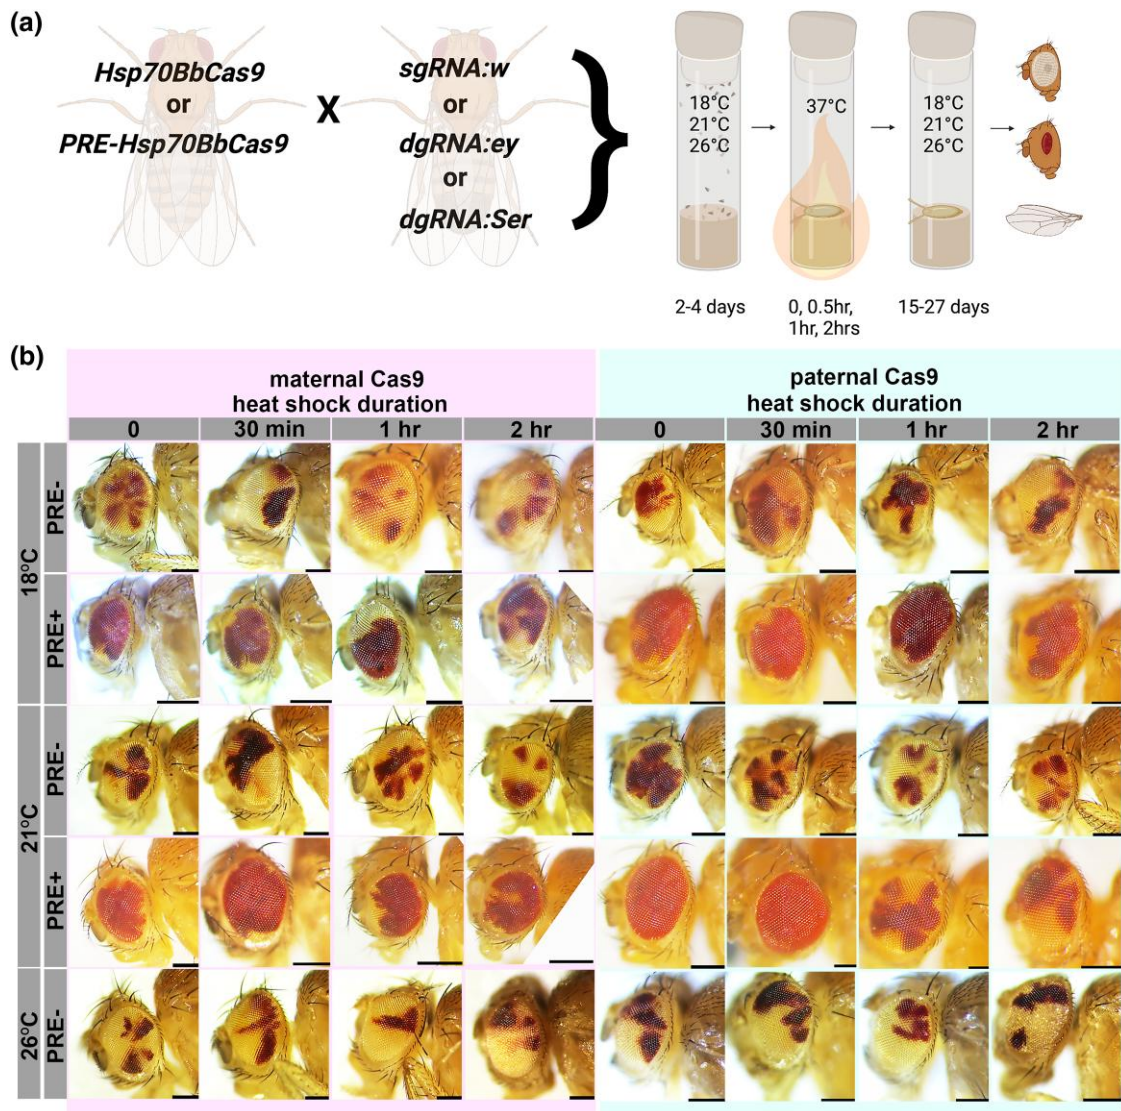 (a)
Hsp70BbCas9
or
PRE-Hsp70BbCas9
X
sgRNA:w
or
dgRNA:ey
or
dgRNA:Ser
}
18°C
21°C
26°C
37°C
18°C
21°C
26°C
2-4 days
0, 0.5hr,
1hr, 2hrs
15-27 days
(b)
maternal Cas9
heat shock duration
paternal Cas9
heat shock duration
0 30 min 1 hr 2 hr 0 30 min 1 hr 2 hr
18°C
PRE-
PRE+
21°C
PRE-
PRE+
26°C
PRE-